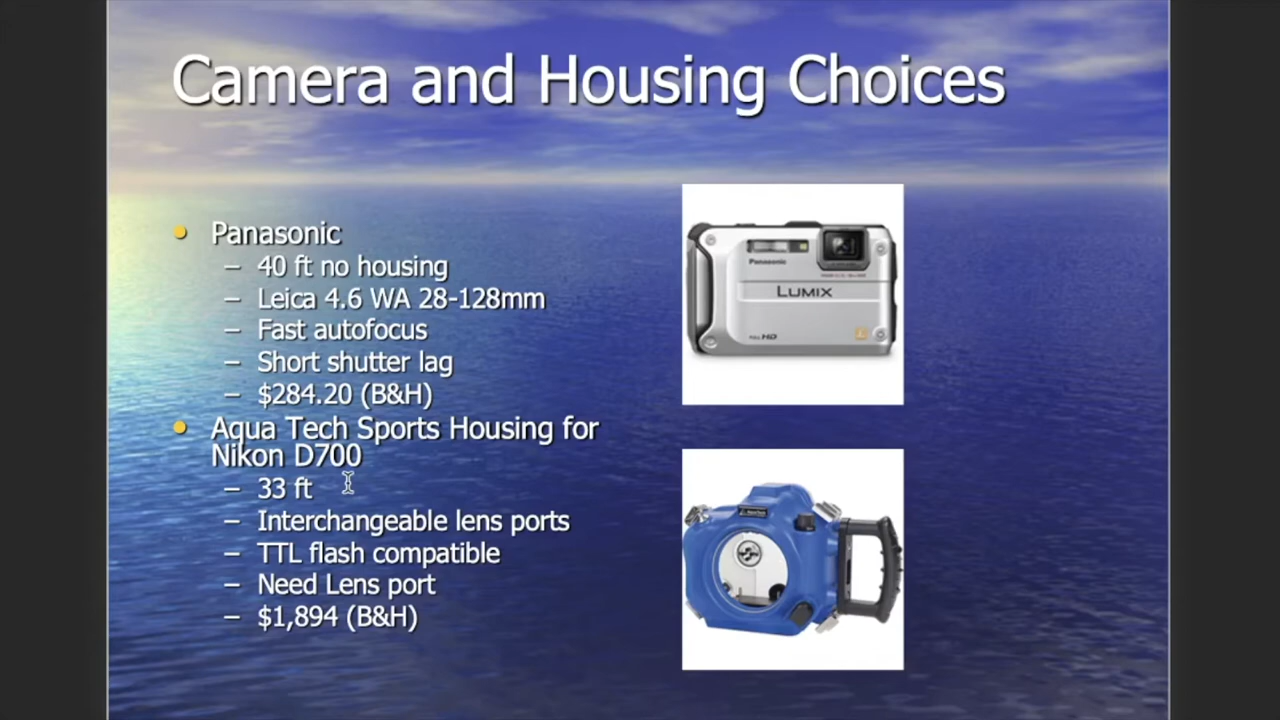 Camera and Housing Choices
Panasonic
– 40 ft no housing
– Leica 4.6 WA 28-128mm
– Fast autofocus
– Short shutter lag
– $284.20 (B&H)
Aqua Tech Sports Housing for
Nikon D700
– 33 ft
– Interchangeable lens ports
– TTL flash compatible
– Need Lens port
– $1,894 (B&H)
Panasonic
LUMIX
FULL HD